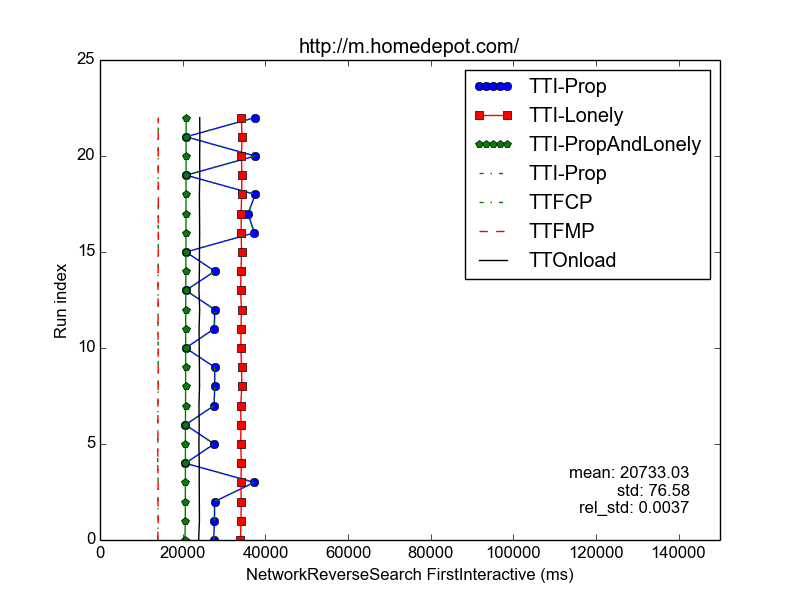 http://m.homedepot.com/
25
20
15
10
5
0
Run index
TTI-Prop
TTI-Lonely
TTI-PropAndLonely
TTI-Prop
TTFCP
TTFMP
TTOnload
mean: 20733.03
std: 76.58
rel_std: 0.0037
0 20000 40000 60000 80000 100000 120000 140000
NetworkReverseSearch FirstInteractive (ms)